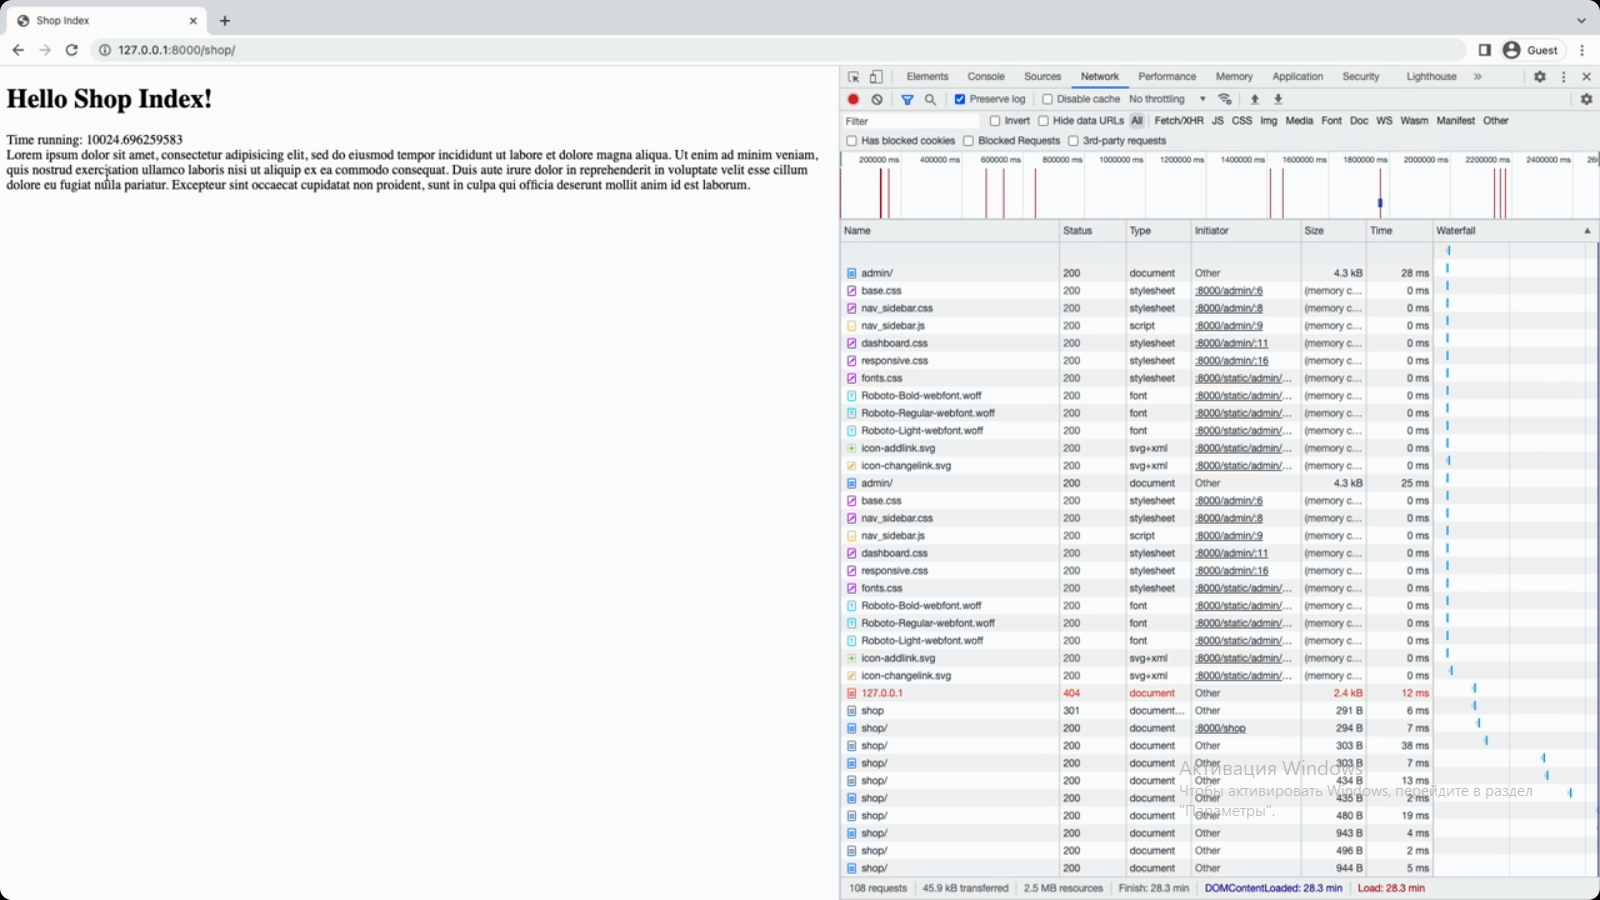 Shop Index
127.0.0.1:8000/shop/
Guest
Hello Shop Index!
Time running: 10024.696259583
Lorem ipsum dolor sit amet, consectetur adipisicing elit, sed do eiusmod tempor incididunt ut labore et dolore magna aliqua. Ut enim ad minim veniam,
quis nostrud exercitation ullamco laboris nisi ut aliquip ex ea commodo consequat. Duis aute irure dolor in reprehenderit in voluptate velit esse cillum
dolore eu fugiat nulla pariatur. Excepteur sint occaecat cupidatat non proident, sunt in culpa qui officia deserunt mollit anim id est laborum.
Elements Console Sources Network Performance Memory Application Security Lighthouse
Preserve log Disable cache No throttling
Filter Invert Hide data URLs All Fetch/XHR JS CSS Img Media Font Doc WS Wasm Manifest Other
Has blocked cookies Blocked Requests 3rd-party requests
200000 ms 400000 ms 600000 ms 800000 ms 1000000 ms 1200000 ms 1400000 ms 1600000 ms 1800000 ms 2000000 ms 2200000 ms 2400000 ms 26
Name Status Type Initiator Size Time Waterfall
admin/ 200 document Other 4.3 kB 28 ms
base.css 200 stylesheet :8000/admin/:6 (memory c... 0 ms
nav_sidebar.css 200 stylesheet :8000/admin/:8 (memory c... 0 ms
nav_sidebar.js 200 script :8000/admin/:9 (memory c... 0 ms
dashboard.css 200 stylesheet :8000/admin/:11 (memory c... 0 ms
responsive.css 200 stylesheet :8000/admin/:16 (memory c... 0 ms
fonts.css 200 stylesheet :8000/static/admin/... (memory c... 0 ms
Roboto-Bold-webfont.woff 200 font :8000/static/admin/... (memory c... 0 ms
Roboto-Regular-webfont.woff 200 font :8000/static/admin/... (memory c... 0 ms
Roboto-Light-webfont.woff 200 font :8000/static/admin/... (memory c... 0 ms
icon-addlink.svg 200 svg+xml :8000/static/admin/... (memory c... 0 ms
icon-changelink.svg 200 svg+xml :8000/static/admin/... (memory c... 0 ms
admin/ 200 document Other 4.3 kB 25 ms
base.css 200 stylesheet :8000/admin/:6 (memory c... 0 ms
nav_sidebar.css 200 stylesheet :8000/admin/:8 (memory c... 0 ms
nav_sidebar.js 200 script :8000/admin/:9 (memory c... 0 ms
dashboard.css 200 stylesheet :8000/admin/:11 (memory c... 0 ms
responsive.css 200 stylesheet :8000/admin/:16 (memory c... 0 ms
fonts.css 200 stylesheet :8000/static/admin/... (memory c... 0 ms
Roboto-Bold-webfont.woff 200 font :8000/static/admin/... (memory c... 0 ms
Roboto-Regular-webfont.woff 200 font :8000/static/admin/... (memory c... 0 ms
Roboto-Light-webfont.woff 200 font :8000/static/admin/... (memory c... 0 ms
icon-addlink.svg 200 svg+xml :8000/static/admin/... (memory c... 0 ms
icon-changelink.svg 200 svg+xml :8000/static/admin/... (memory c... 0 ms
127.0.0.1 404 document Other 2.4 kB 12 ms
shop 301 document... Other 291 B 6 ms
shop/ 200 document :8000/shop 294 B 7 ms
shop/ 200 document Other 303 B 38 ms
shop/ 200 document Other 303 B 7 ms
shop/ 200 document Other 434 B 13 ms
shop/ 200 document Other 435 B 2 ms
shop/ 200 document Other 480 B 19 ms
shop/ 200 document Other 943 B 4 ms
shop/ 200 document Other 496 B 2 ms
shop/ 200 document Other 944 B 5 ms
Активация Windows
Чтобы активировать Windows, перейдите в раздел
"Параметры".
108 requests 45.9 kB transferred 2.5 MB resources Finish: 28.3 min DOMContentLoaded: 28.3 min Load: 28.3 min